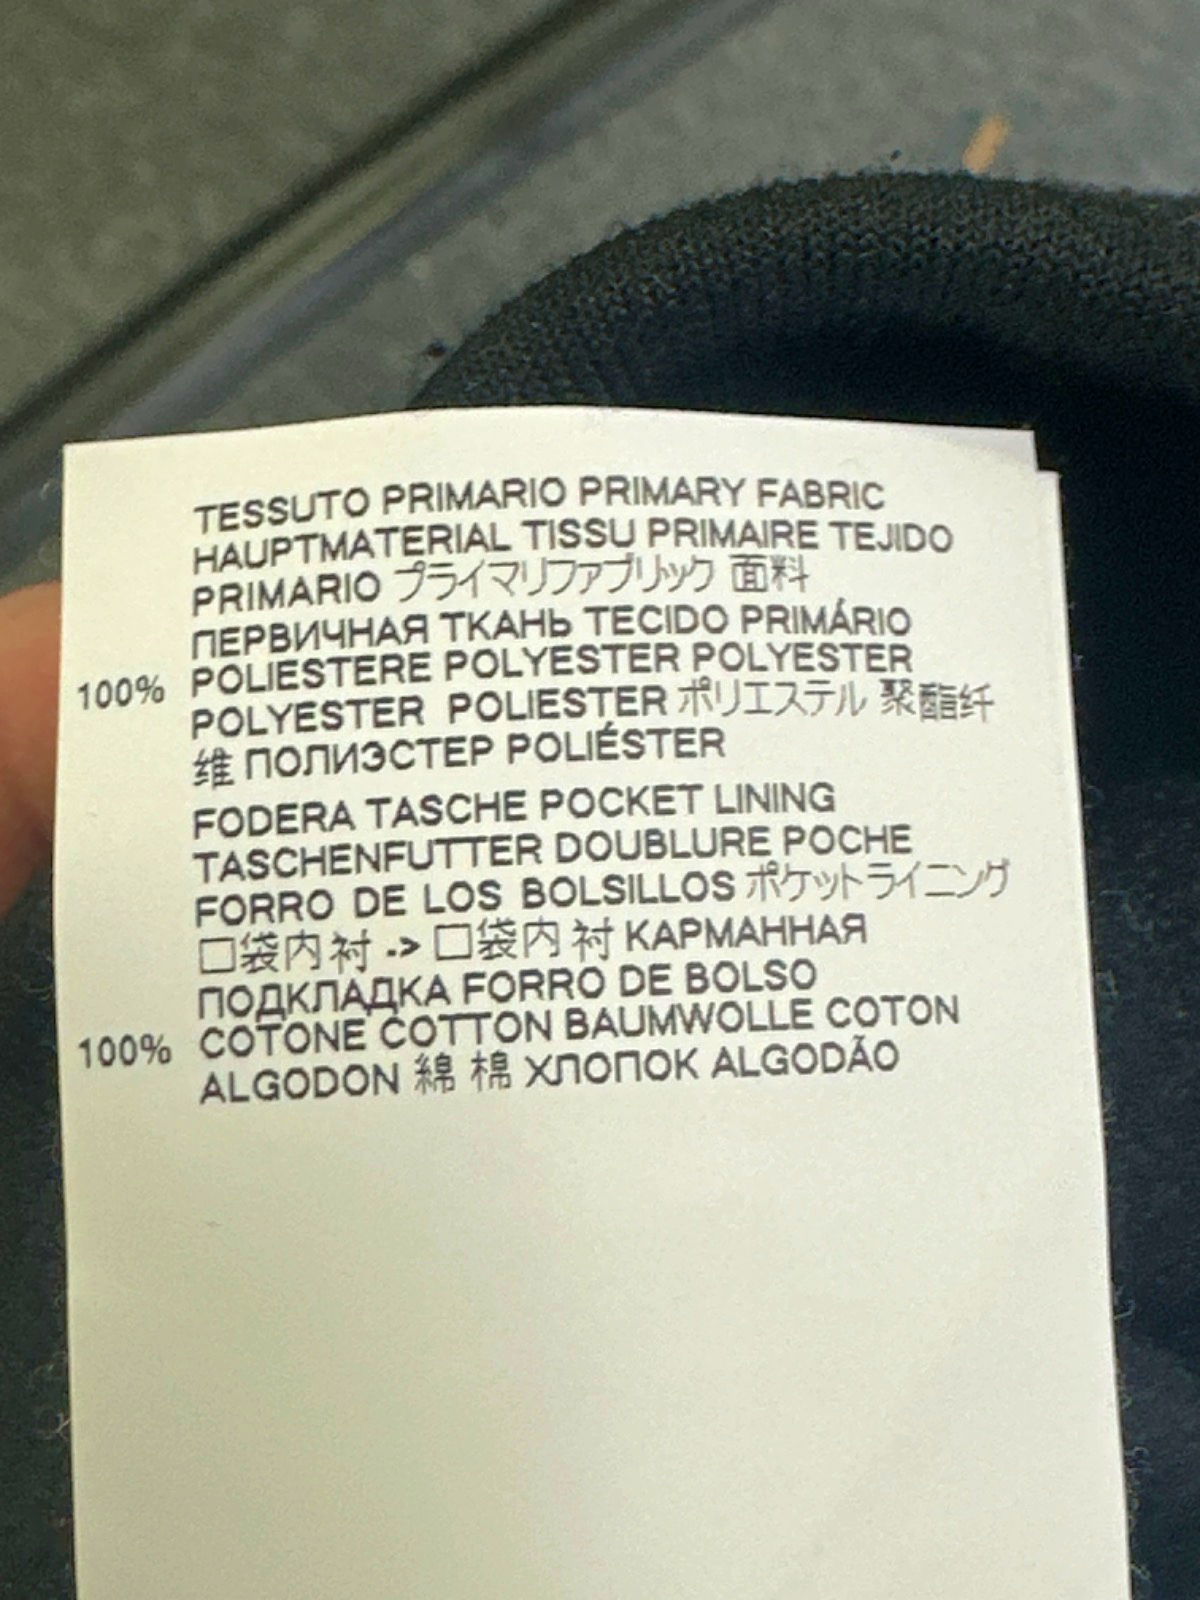 TESSUTO PRIMARIO PRIMARY FABRIC
HAUPTMATERIAL TISSU PRIMAIRE TEJIDO
PRIMARIO プライマリファブリック 面料
ПЕРВИЧНАЯ ТКАНЬ TECIDO PRIMÁRIO
100% POLIESTERE POLYESTER POLYESTER
POLYESTER POLIESTER ポリエステル 聚酯纤
维 ПОЛИЭСТЕР POLIÉSTER
FODERA TASCHE POCKET LINING
TASCHENFUTTER DOUBLURE POCHE
FORRO DE LOS BOLSILLOS ポケットライニング
口袋内衬 -> 口袋内衬 КАРМАННАЯ
ПОДКЛАДКА FORRO DE BOLSO
100% COTONE COTTON BAUMWOLLE COTON
ALGODON 綿 棉 ХЛОПОК ALGODÃO